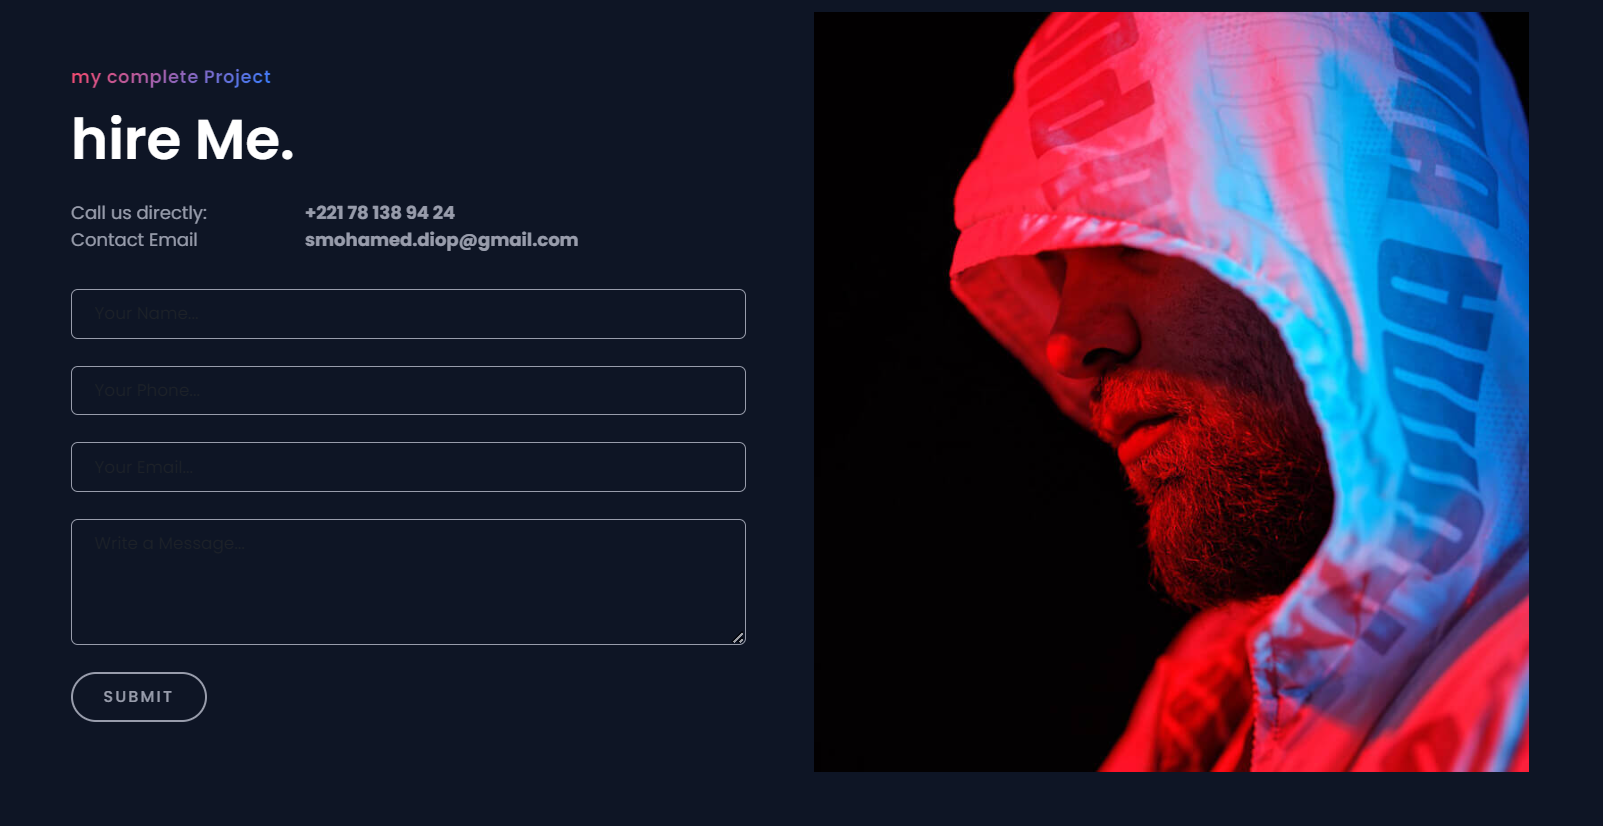 my complete Project
hire Me.
Call us directly: +221 78 138 94 24
Contact Email smohamed.diop@gmail.com
Your Name...
Your Phone...
Your Email...
Write a Message...
SUBMIT